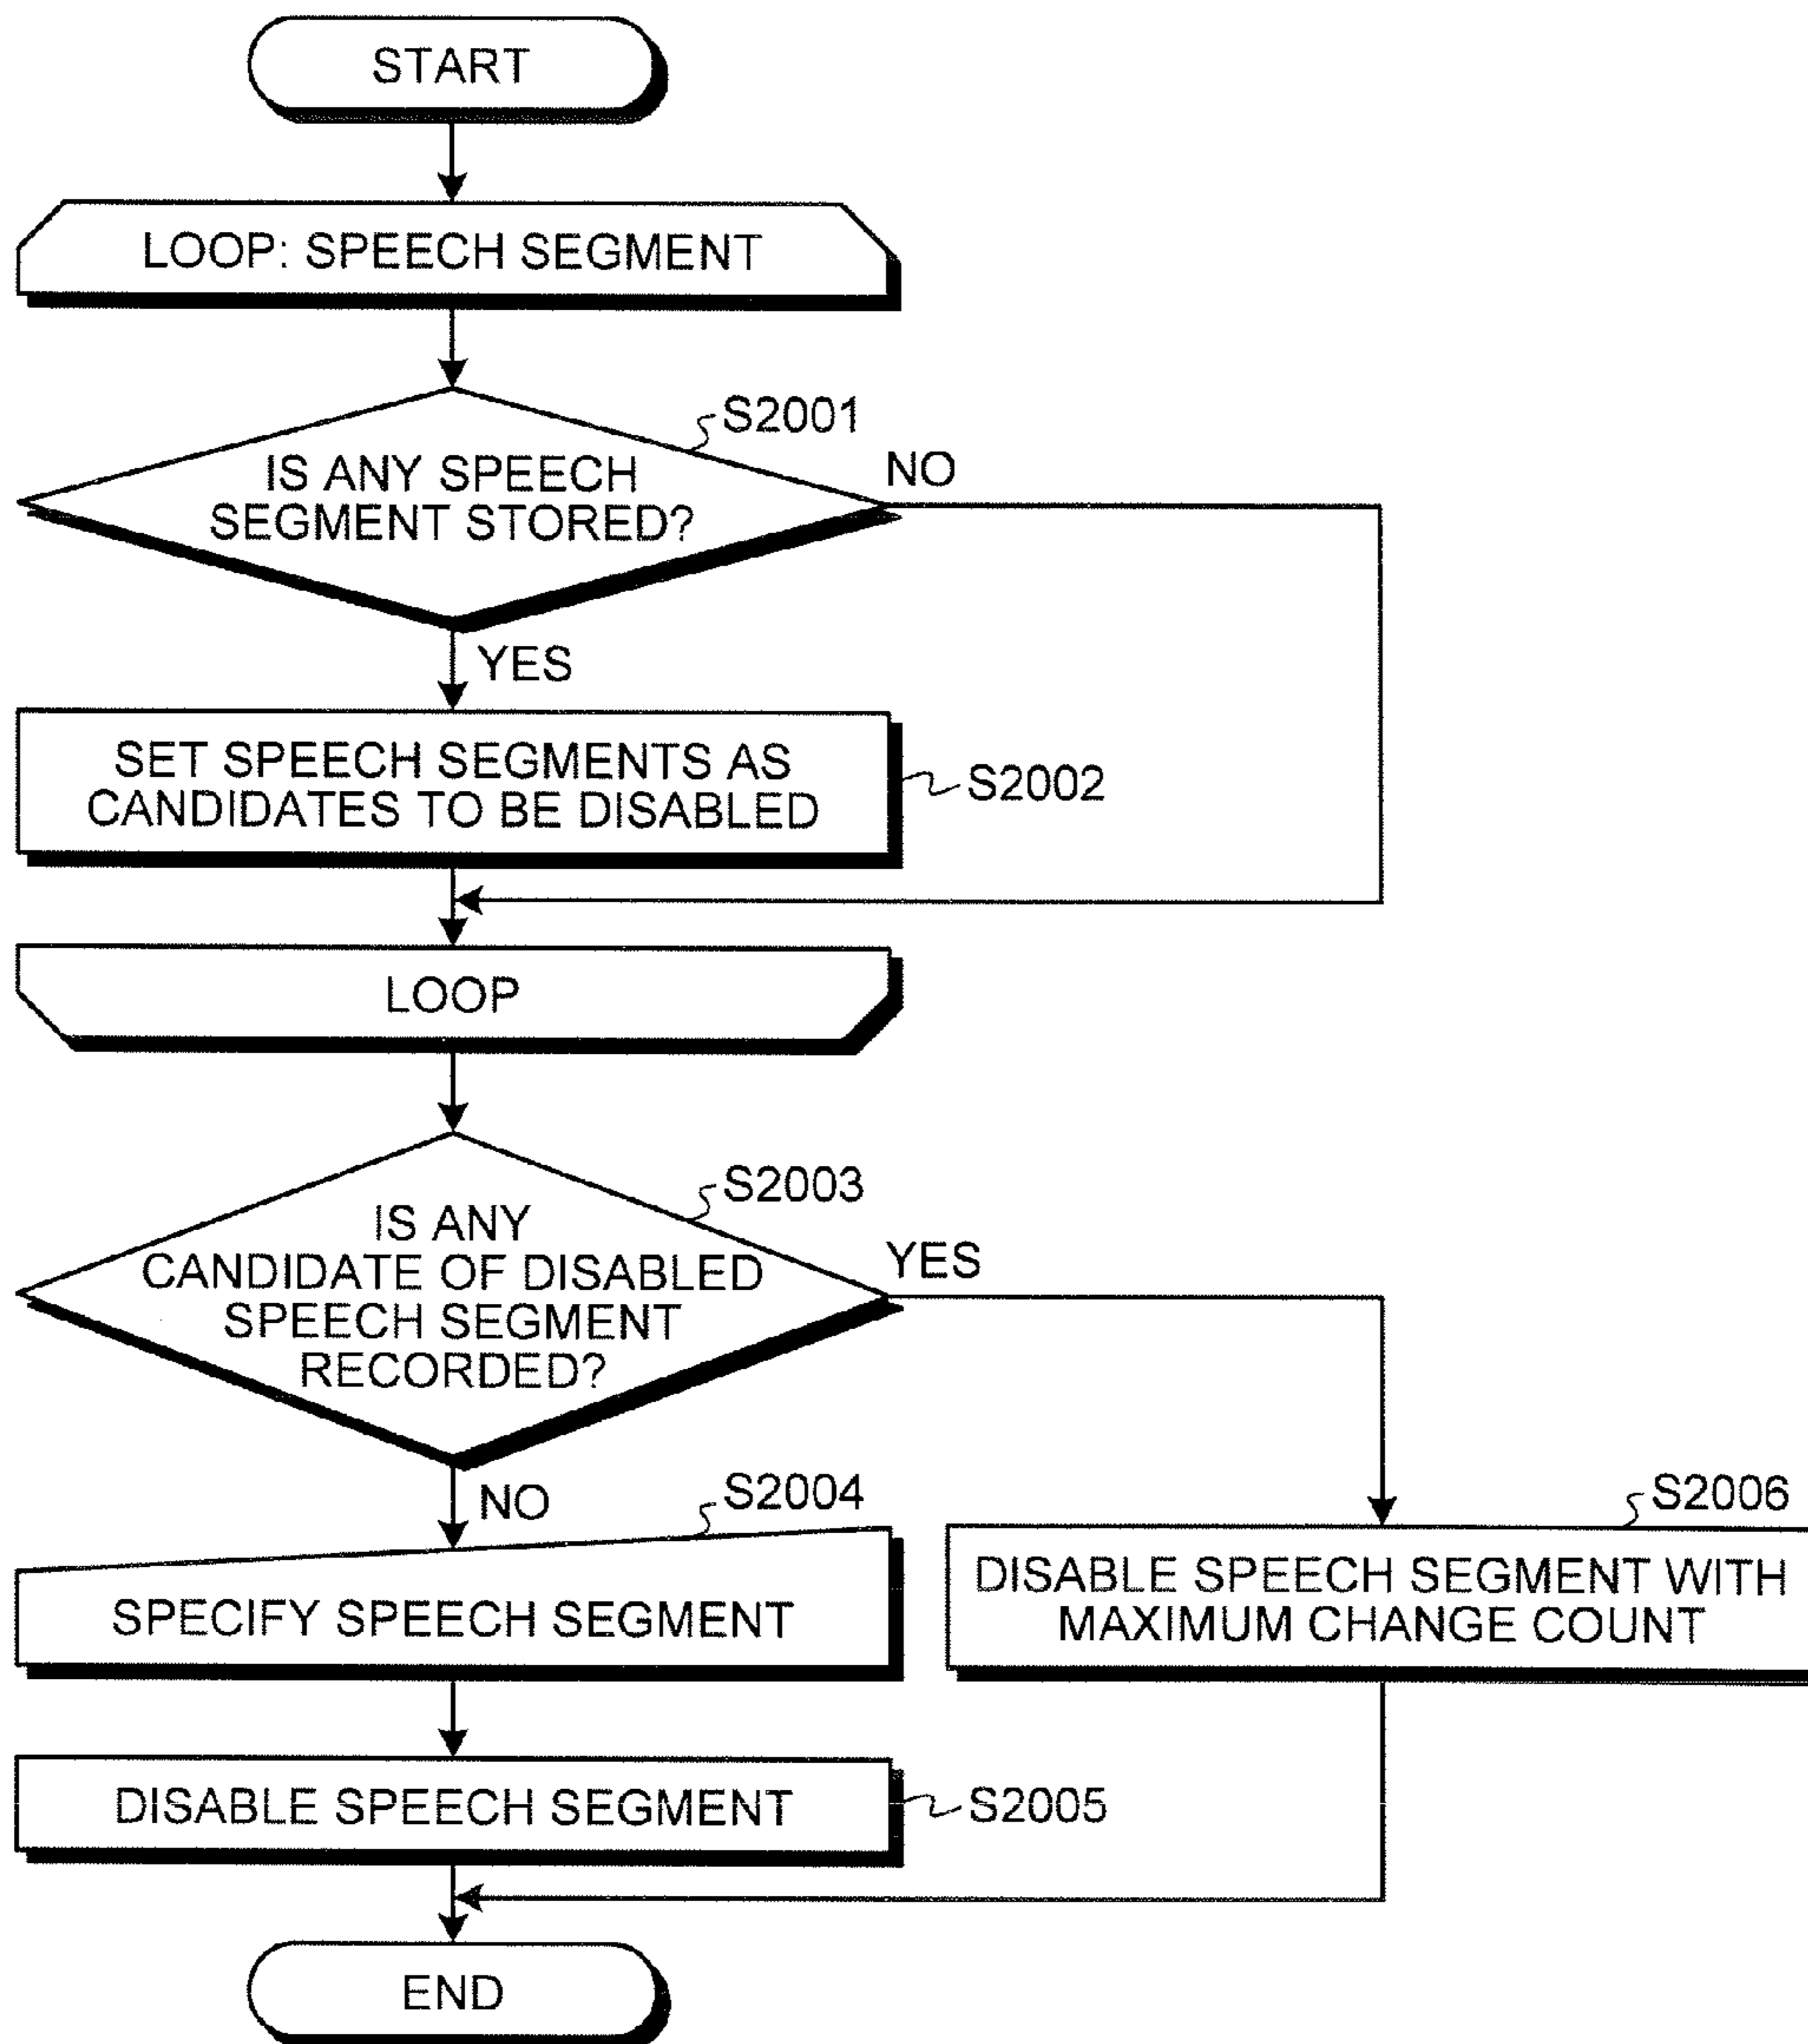 START
LOOP: SPEECH SEGMENT
S2001
IS ANY SPEECH
SEGMENT STORED?
NO
YES
SET SPEECH SEGMENTS AS
CANDIDATES TO BE DISABLED
S2002
LOOP
S2003
IS ANY
CANDIDATE OF DISABLED
SPEECH SEGMENT
RECORDED?
YES
NO
S2004
SPECIFY SPEECH SEGMENT
S2006
DISABLE SPEECH SEGMENT WITH
MAXIMUM CHANGE COUNT
DISABLE SPEECH SEGMENT
S2005
END